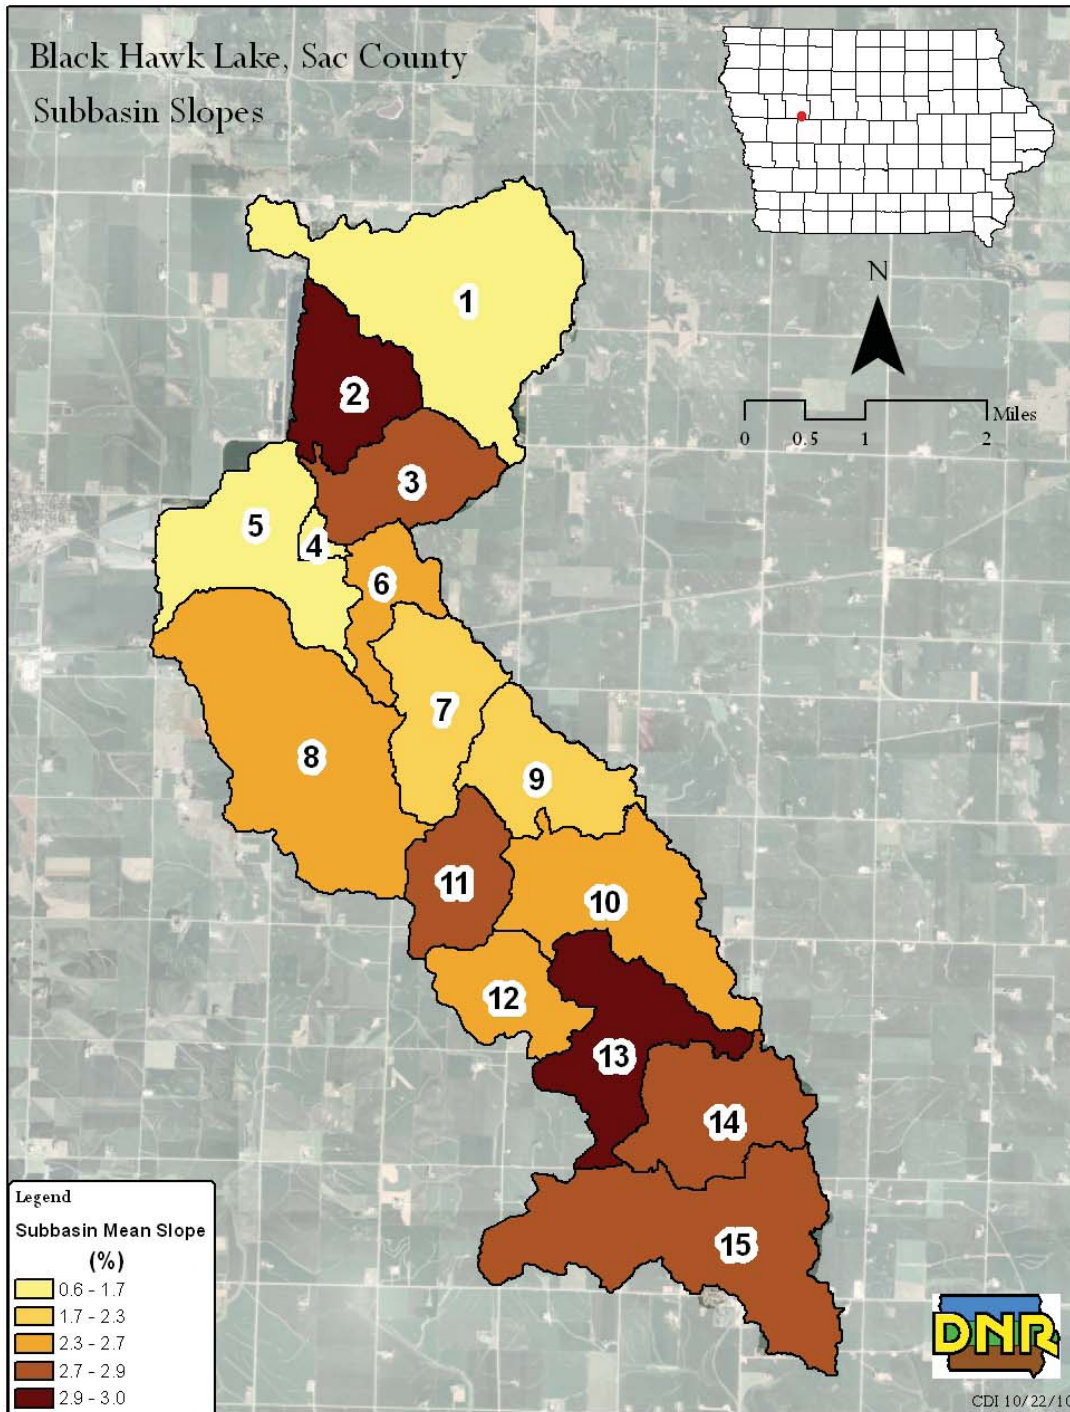 Black Hawk Lake, Sac County
Subbasin Slopes
N
Miles
0 0.5 1 2
1
2
3
4
5
6
7
8
9
10
11
12
13
14
15
Legend
Subbasin Mean Slope
(%)
0.6 - 1.7
1.7 - 2.3
2.3 - 2.7
2.7 - 2.9
2.9 - 3.0
DNR
CDI 10/22/10